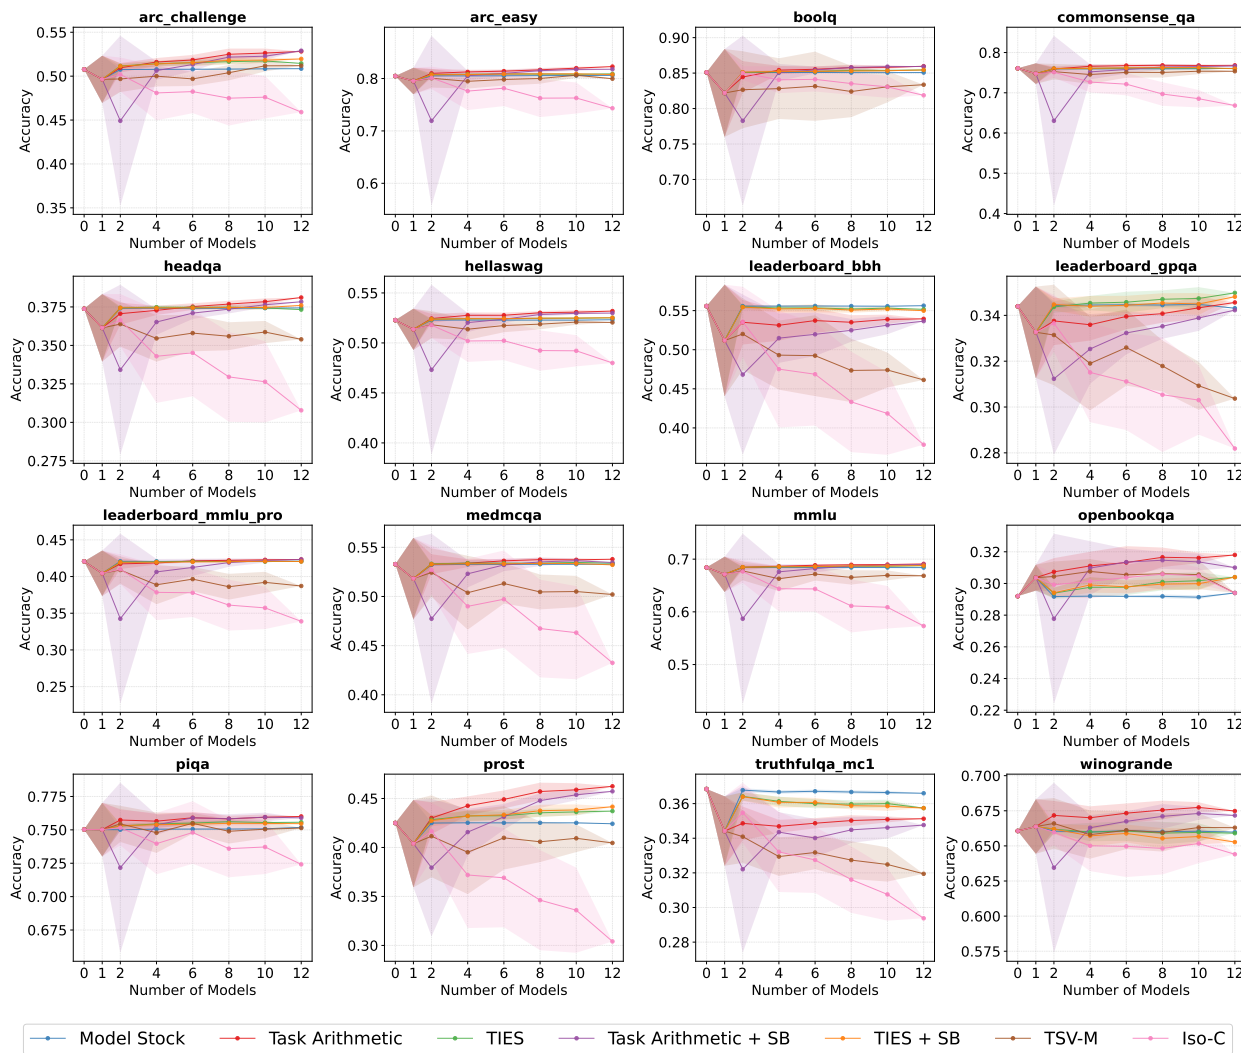 arc_challenge
arc_easy
boolq
commonsense_qa
0.55
0.50
0.45
0.40
0.35
Accuracy
0 1 2 4 6 8 10 12
Number of Models
0.8
0.7
0.6
Accuracy
0 1 2 4 6 8 10 12
Number of Models
0.90
0.85
0.80
0.75
0.70
Accuracy
0 1 2 4 6 8 10 12
Number of Models
0.8
0.7
0.6
0.5
0.4
Accuracy
0 1 2 4 6 8 10 12
Number of Models
headqa
hellaswag
leaderboard_bbh
leaderboard_gpqa
0.375
0.350
0.325
0.300
0.275
Accuracy
0 1 2 4 6 8 10 12
Number of Models
0.55
0.50
0.45
0.40
Accuracy
0 1 2 4 6 8 10 12
Number of Models
0.55
0.50
0.45
0.40
Accuracy
0 1 2 4 6 8 10 12
Number of Models
0.34
0.32
0.30
0.28
Accuracy
0 1 2 4 6 8 10 12
Number of Models
leaderboard_mmlu_pro
medmcqa
mmlu
openbookqa
0.45
0.40
0.35
0.30
0.25
Accuracy
0 1 2 4 6 8 10 12
Number of Models
0.55
0.50
0.45
0.40
Accuracy
0 1 2 4 6 8 10 12
Number of Models
0.7
0.6
0.5
Accuracy
0 1 2 4 6 8 10 12
Number of Models
0.32
0.30
0.28
0.26
0.24
0.22
Accuracy
0 1 2 4 6 8 10 12
Number of Models
piqa
prost
truthfulqa_mc1
winogrande
0.775
0.750
0.725
0.700
0.675
Accuracy
0 1 2 4 6 8 10 12
Number of Models
0.45
0.40
0.35
0.30
Accuracy
0 1 2 4 6 8 10 12
Number of Models
0.36
0.34
0.32
0.30
0.28
Accuracy
0 1 2 4 6 8 10 12
Number of Models
0.700
0.675
0.650
0.625
0.600
0.575
Accuracy
0 1 2 4 6 8 10 12
Number of Models
Model Stock Task Arithmetic TIES Task Arithmetic + SB TIES + SB TSV-M Iso-C